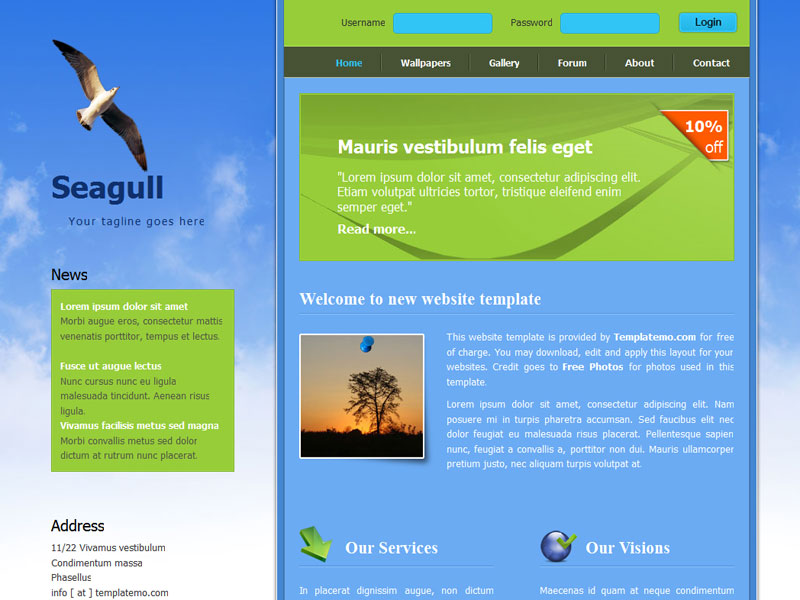 Username
Password
Login
Home
Wallpapers
Gallery
Forum
About
Contact
Seagull
Your tagline goes here
News
Lorem ipsum dolor sit amet
Morbi augue eros, consectetur mattis
venenatis porttitor, tempus et lectus.
Fusce ut augue lectus
Nunc cursus nunc eu ligula
malesuada tincidunt. Aenean risus
ligula.
Vivamus facilisis metus sed magna
Morbi convallis metus sed dolor
dictum at rutrum nunc placerat.
Address
11/22 Vivamus vestibulum
Condimentum massa
Phasellus
info [ at ] templatemo.com
Mauris vestibulum felis eget
"Lorem ipsum dolor sit amet, consectetur adipiscing elit.
Etiam volutpat ultricies tortor, tristique eleifend enim
semper eget."
Read more...
10%
off
Welcome to new website template
This website template is provided by Templatemo.com for free
of charge. You may download, edit and apply this layout for your
websites. Credit goes to Free Photos for photos used in this
template.
Lorem ipsum dolor sit amet, consectetur adipiscing elit. Nam
posuere mi in turpis pharetra accumsan. Sed faucibus elit nec
dolor feugiat eu malesuada risus placerat. Pellentesque sapien
nunc, feugiat a convallis a, porttitor non dui. Mauris ullamcorper
pretium justo, nec aliquam turpis volutpat at.
Our Services
In placerat dignissim augue, non dictum
Our Visions
Maecenas id quam at neque condimentum